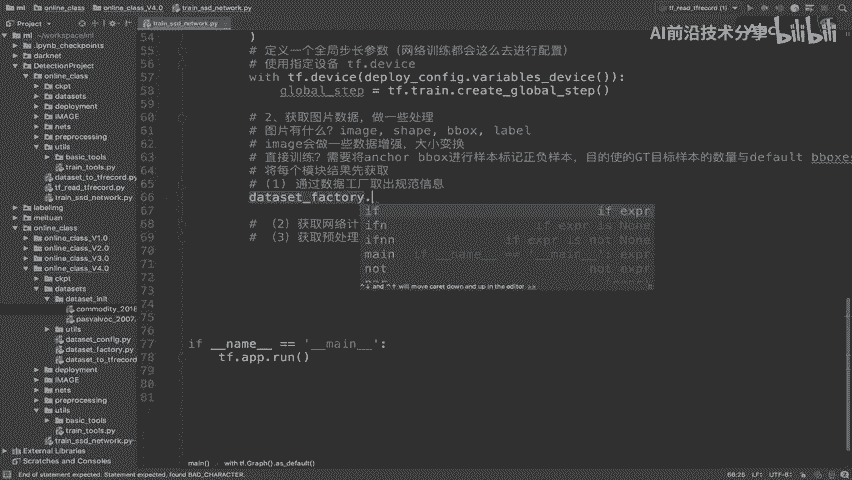 ml online_class online_class_V4.0 train_ssd_network.py
tf_read_tfrecord (1)
AI前沿技术分享
bilibili
Project
train_ssd_network.py
ml ~/workspace/ml
.ipynb_checkpoints
darknet
DetectionProject
online_class
ckpt
datasets
deployment
IMAGE
nets
preprocessing
utils
basic_tools
train_tools.py
dataset_to_tfrecord.py
tf_read_tfrecord.py
train_ssd_network.py
labelimg
meituan
online_class
online_class_V1.0
online_class_V2.0
online_class_V3.0
online_class_V4.0
ckpt
datasets
dataset_init
commodity_2018
pasvalvoc_2007.
utils
dataset_config.py
dataset_factory.py
dataset_to_tfrecord
deployment
IMAGE
nets
preprocessing
utils
basic_tools
train_tools.py
train_ssd_network.py
External Libraries
Scratches and Consoles
54 )
55 # 定义一个全局步长参数（网络训练都会这么去进行配置）
56 # 使用指定设备 tf.device
57 with tf.device(deploy_config.variables_device()):
58 global_step = tf.train.create_global_step()
59
60 # 2、获取图片数据，做一些处理
61 # 图片有什么？image, shape, bbox, label
62 # image会做一些数据增强，大小变换
63 # 直接训练？需要将anchor bbox进行样本标记正负样本，目的使的GT目标样本的数量与default bboxes
64 # 将每个模块结果先获取
65 # （1）通过数据工厂取出规范信息
66 dataset_factory.
67
68 # （2）获取网络计
69 # （3）获取预处理
70
71
72
73
74
75
76
77 if __name__ == '__main__':
78 tf.app.run()
79
80
81
if if expr
ifn if expr is None
ifnn if expr is not None
main if __name__ == '__main__': expr
not not expr
^↓ and ^↑ will move caret down and up in the editor
main() with tf.Graph().as_default()
End of statement expected. Statement expected, found BAD_CHARACTER.
66:25 LF: UTF-8: